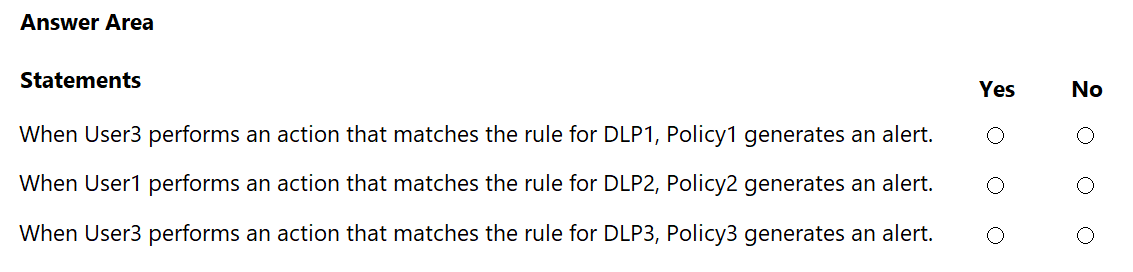 Answer Area
Statements
Yes No
When User3 performs an action that matches the rule for DLP1, Policy1 generates an alert.
When User1 performs an action that matches the rule for DLP2, Policy2 generates an alert.
When User3 performs an action that matches the rule for DLP3, Policy3 generates an alert.